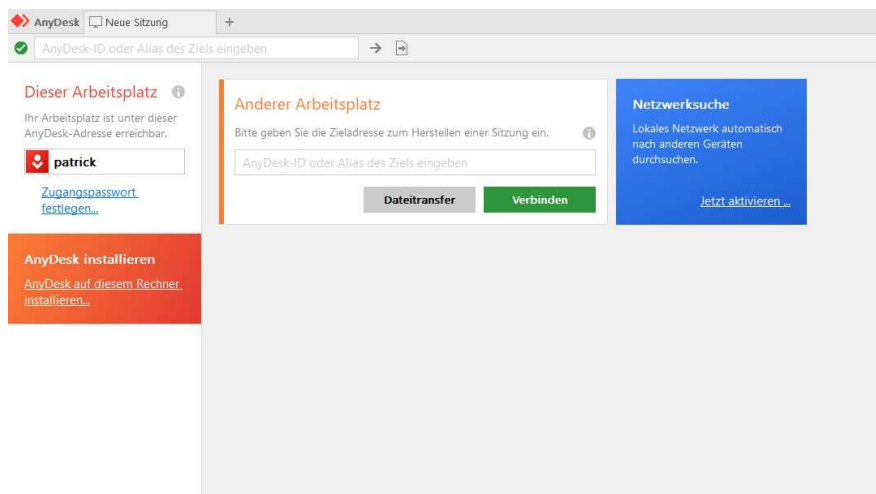 AnyDesk
Neue Sitzung
+
AnyDesk-ID oder Alias des Ziels eingeben
Dieser Arbeitsplatz
Ihr Arbeitsplatz ist unter dieser
AnyDesk-Adresse erreichbar.
patrick
Zugangspasswort
festlegen...
AnyDesk installieren
AnyDesk auf diesem Rechner
installieren...
Anderer Arbeitsplatz
Bitte geben Sie die Zieladresse zum Herstellen einer Sitzung ein.
AnyDesk-ID oder Alias des Ziels eingeben
Dateitransfer
Verbinden
Netzwerksuche
Lokales Netzwerk automatisch
nach anderen Geräten
durchsuchen.
Jetzt aktivieren ...